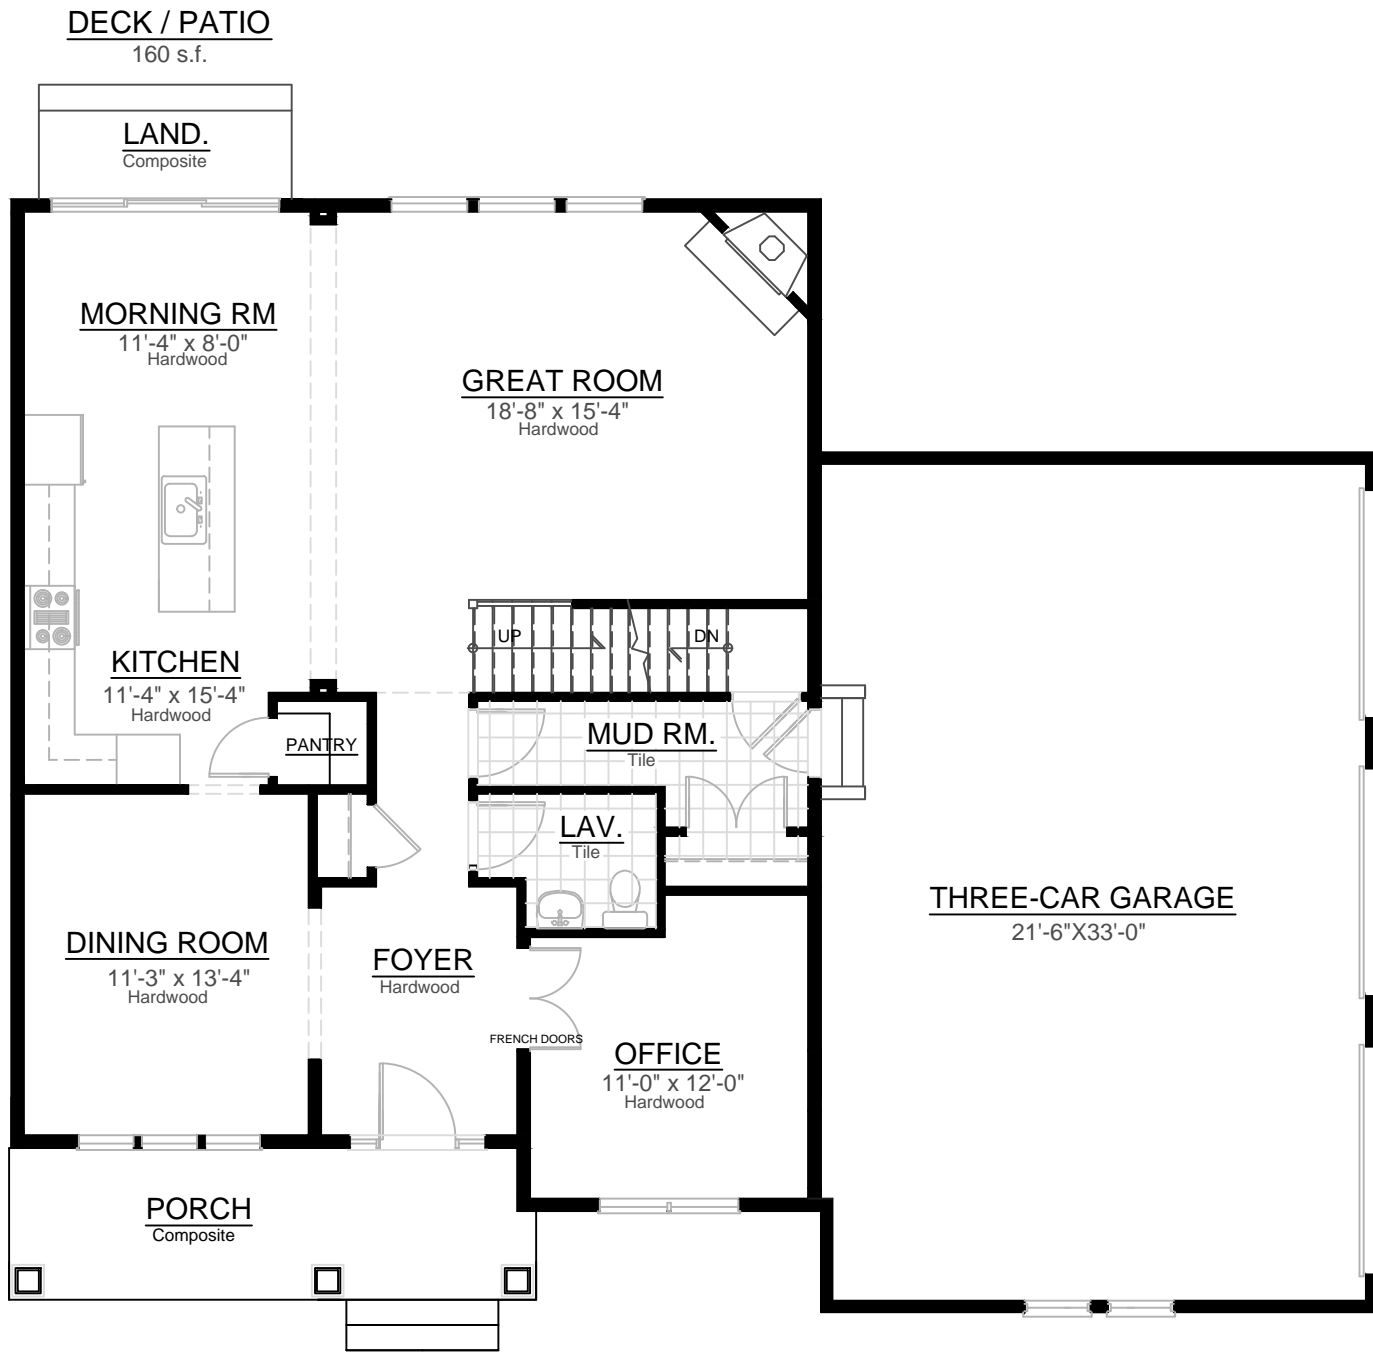 DECK / PATIO
160 s.f.
LAND.
Composite
MORNING RM
11'-4" x 8'-0"
Hardwood
GREAT ROOM
18'-8" x 15'-4"
Hardwood
UP
DN
KITCHEN
11'-4" x 15'-4"
Hardwood
PANTRY
MUD RM.
Tile
LAV.
Tile
THREE-CAR GARAGE
21'-6"X33'-0"
DINING ROOM
11'-3" x 13'-4"
Hardwood
FOYER
Hardwood
FRENCH DOORS
OFFICE
11'-0" x 12'-0"
Hardwood
PORCH
Composite